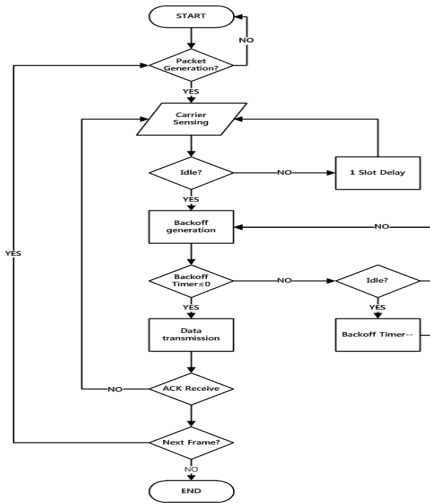 START
NO
Packet
Generation?
YES
Carrier
Sensing
Idle?
NO
1 Slot Delay
YES
Backoff
generation
NO
YES
Backoff
Timer≤0
NO
Idle?
YES
YES
Data
transmission
Backoff Timer--
NO
ACK Receive
Next Frame?
NO
END